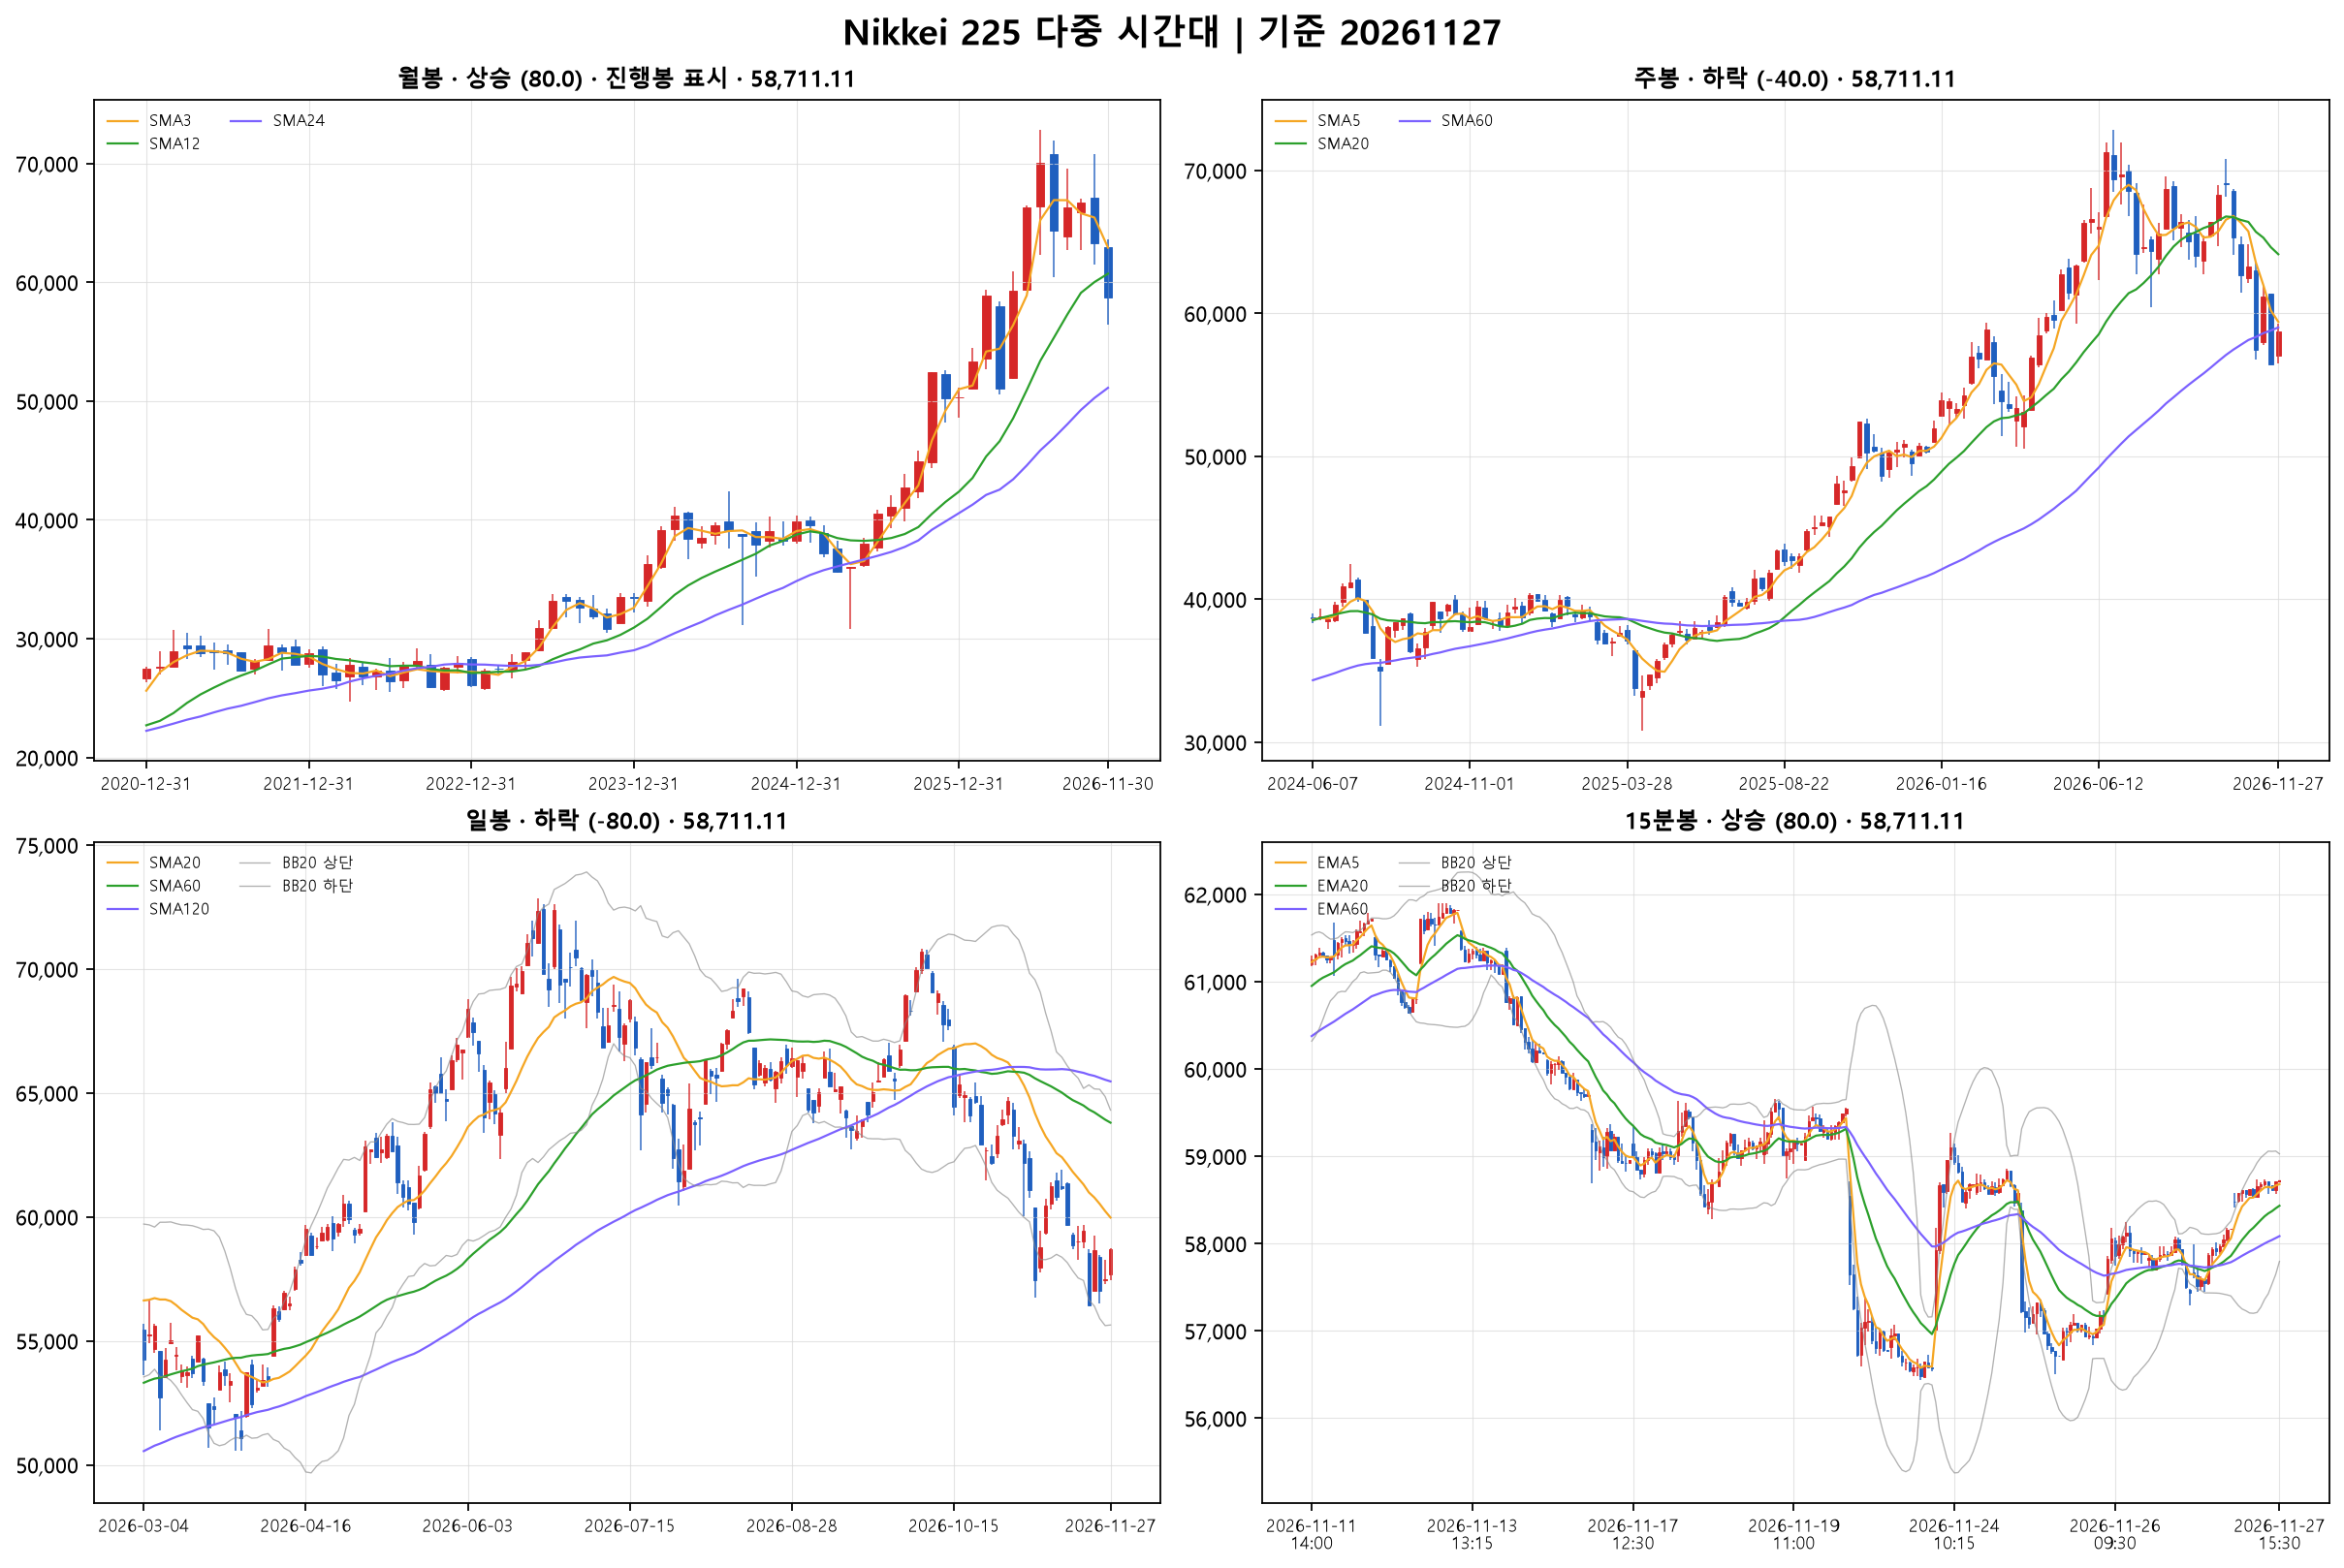 Nikkei 225 다중 시간대 | 기준 20261127
월봉 · 상승 (80.0) · 진행봉 표시 · 58,711.11
SMA3
SMA12
SMA24
70,000
60,000
50,000
40,000
30,000
20,000
2020-12-31
2021-12-31
2022-12-31
2023-12-31
2024-12-31
2025-12-31
2026-11-30
주봉 · 하락 (-40.0) · 58,711.11
SMA5
SMA20
SMA60
70,000
60,000
50,000
40,000
30,000
2024-06-07
2024-11-01
2025-03-28
2025-08-22
2026-01-16
2026-06-12
2026-11-27
일봉 · 하락 (-80.0) · 58,711.11
SMA20
SMA60
SMA120
BB20 상단
BB20 하단
75,000
70,000
65,000
60,000
55,000
50,000
2026-03-04
2026-04-16
2026-06-03
2026-07-15
2026-08-28
2026-10-15
2026-11-27
15분봉 · 상승 (80.0) · 58,711.11
EMA5
EMA20
EMA60
BB20 상단
BB20 하단
62,000
61,000
60,000
59,000
58,000
57,000
56,000
2026-11-11
14:00
2026-11-13
13:15
2026-11-17
12:30
2026-11-19
11:00
2026-11-24
10:15
2026-11-26
09:30
2026-11-27
15:30